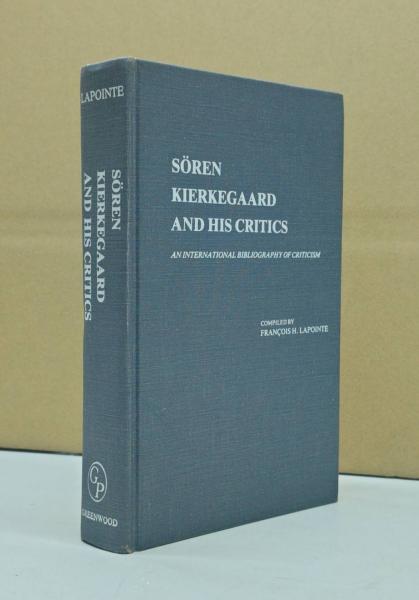 LAPOINTE
SÖREN
KIERKEGAARD
AND HIS CRITICS
GP
GREENWOOD
SÖREN
KIERKEGAARD
AND HIS CRITICS
AN INTERNATIONAL BIBLIOGRAPHY OF CRITICISM
COMPILED BY
FRANÇOIS H. LAPOINTE